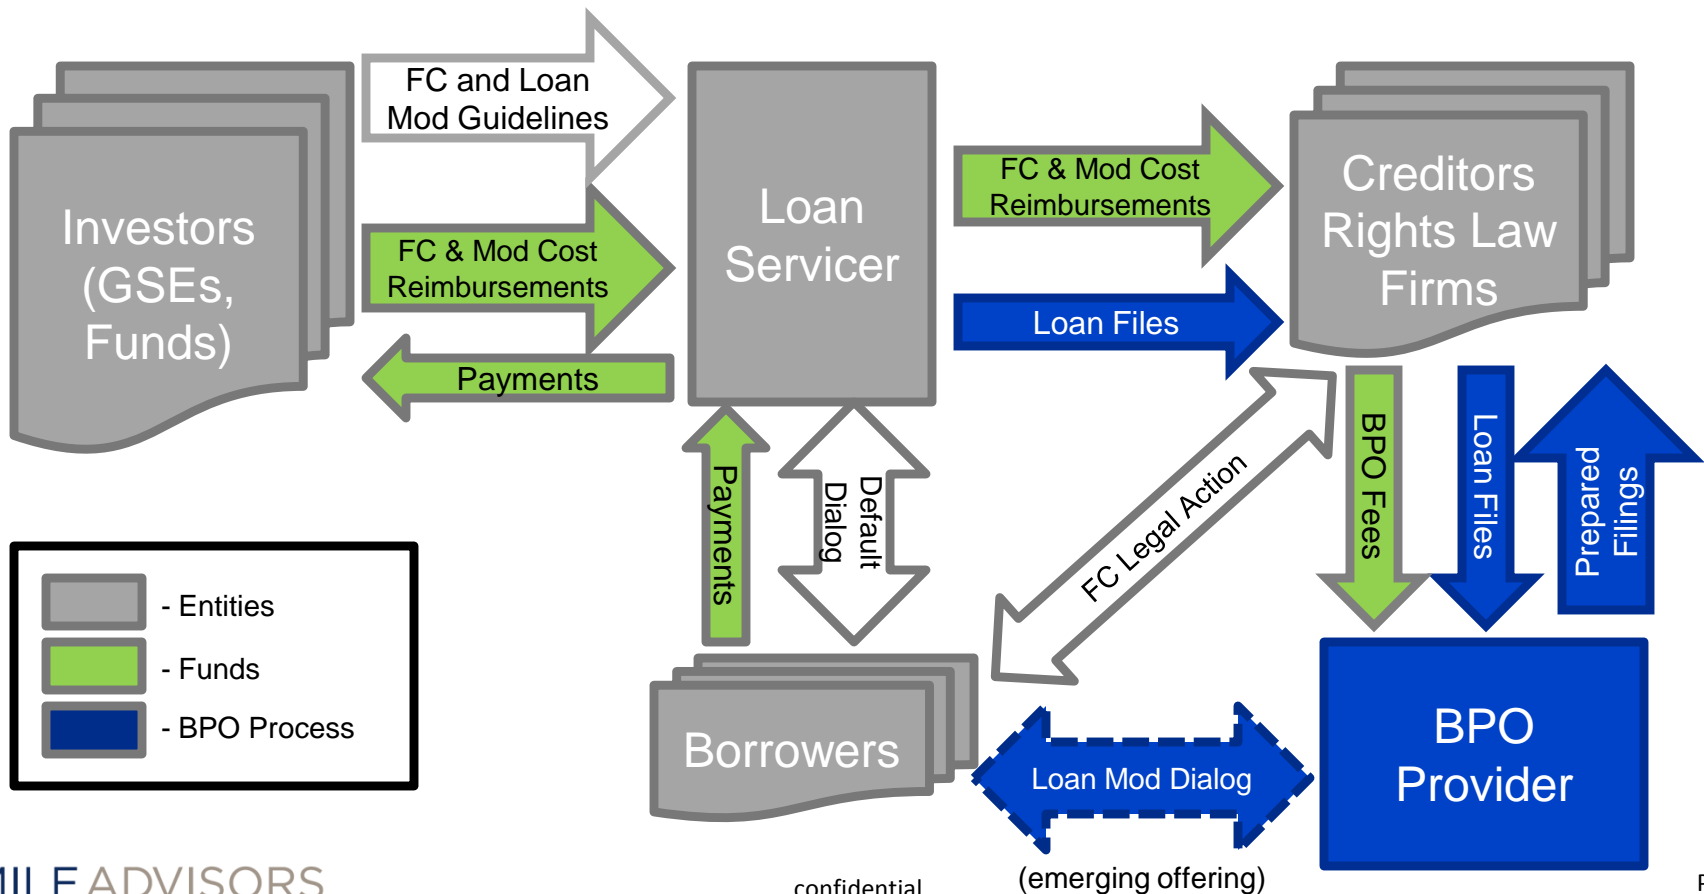 FC and Loan
Mod Guidelines
Investors
(GSEs,
Funds)
FC & Mod Cost
Reimbursements
Payments
Loan
Servicer
FC & Mod Cost
Reimbursements
Loan Files
Creditors
Rights Law
Firms
Payments
Default
Dialog
FC Legal Action
BPO Fees
Loan Files
Prepared
Filings
- Entities
- Funds
- BPO Process
Borrowers
Loan Mod Dialog
(emerging offering)
BPO
Provider
ADVISORS
confidential